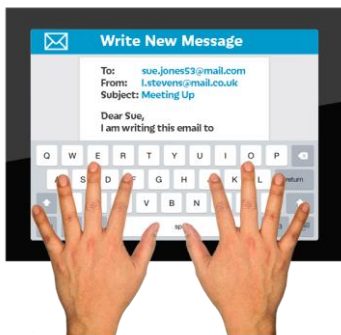 Write New Message
To: sue.jones53@mail.com
From: l.stevens@mail.co.uk
Subject: Meeting Up
Dear Sue,
I am writing this email to
Q W E R T Y U I O P
S D F G H K L return
V B N